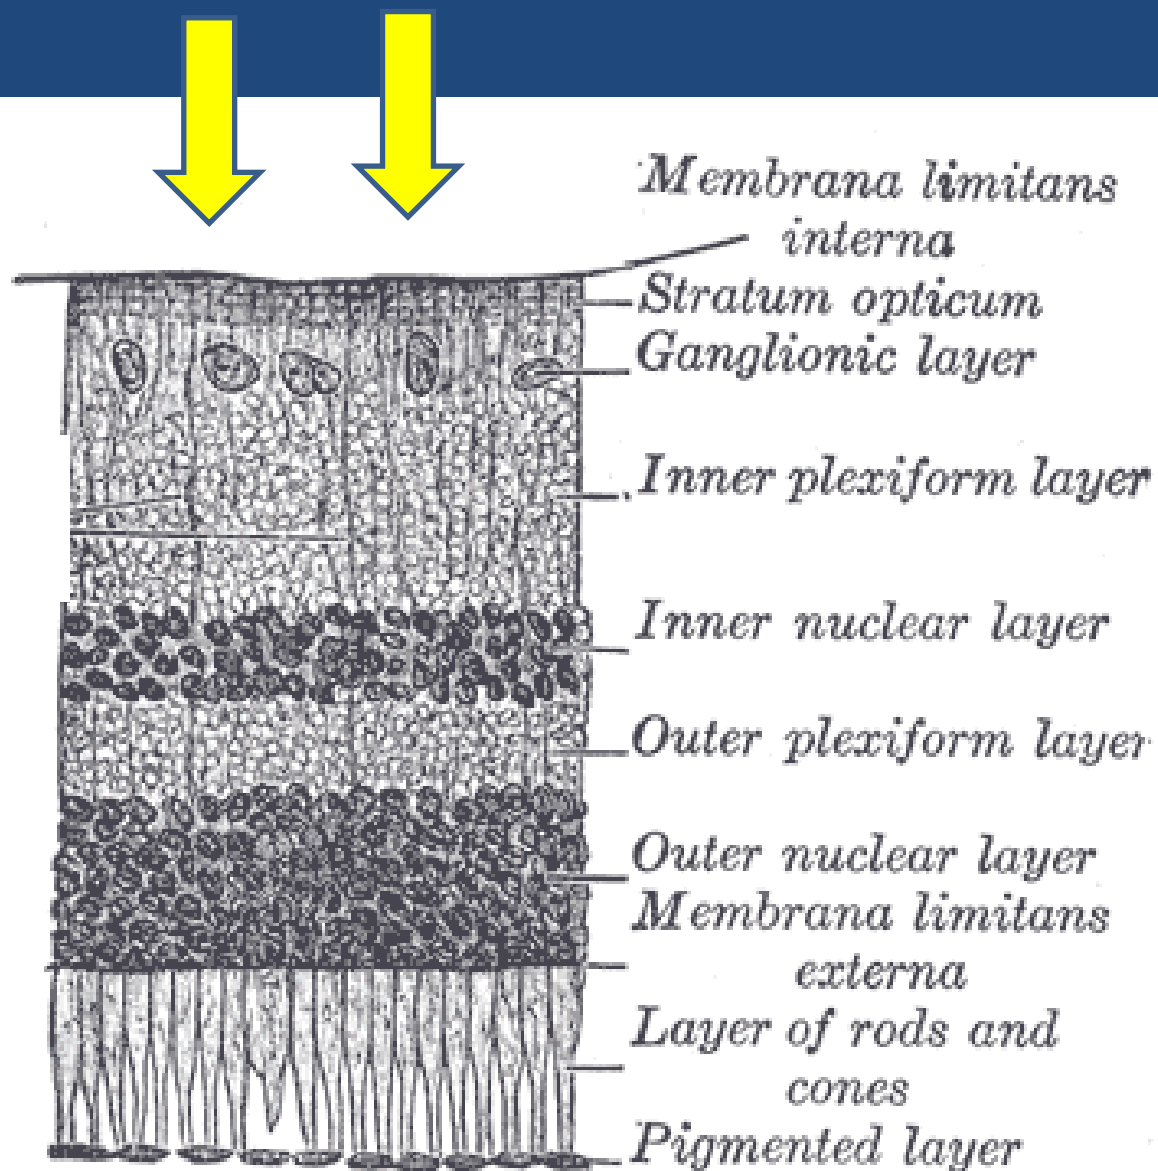 Membrana limitans
interna
Stratum opticum
Ganglionic layer
Inner plexiform layer
Inner nuclear layer
Outer plexiform layer
Outer nuclear layer
Membrana limitans
externa
Layer of rods and
cones
Pigmented layer